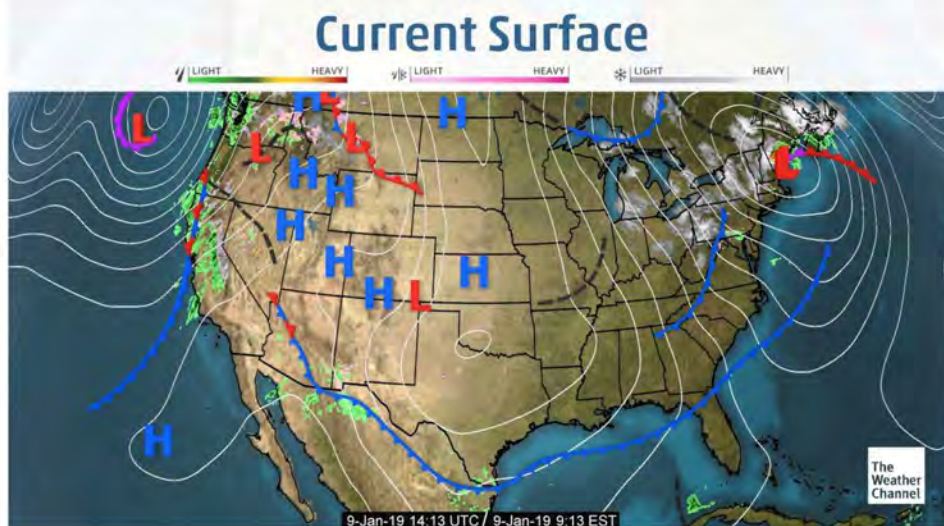 Current Surface
LIGHT HEAVY LIGHT HEAVY LIGHT HEAVY
H L H
L L L L
H
H
H
H H
H L
H
The
Weather
Channel
9-Jan-19 14:13 UTC / 9-Jan-19 9:13 EST